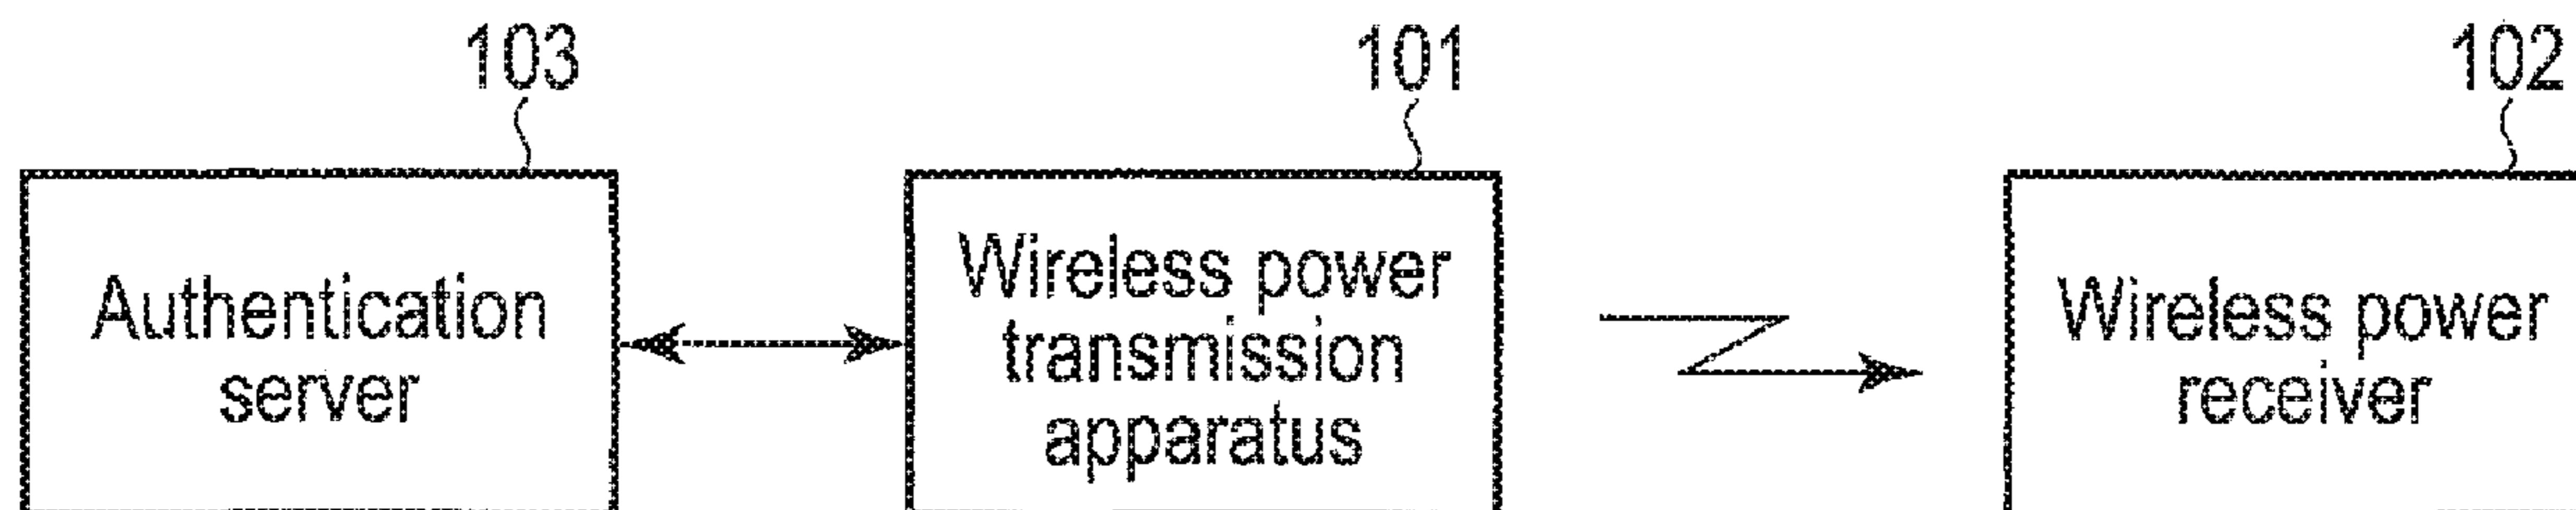 103
101
102
Authentication
server
Wireless power
transmission
apparatus
Wireless power
receiver